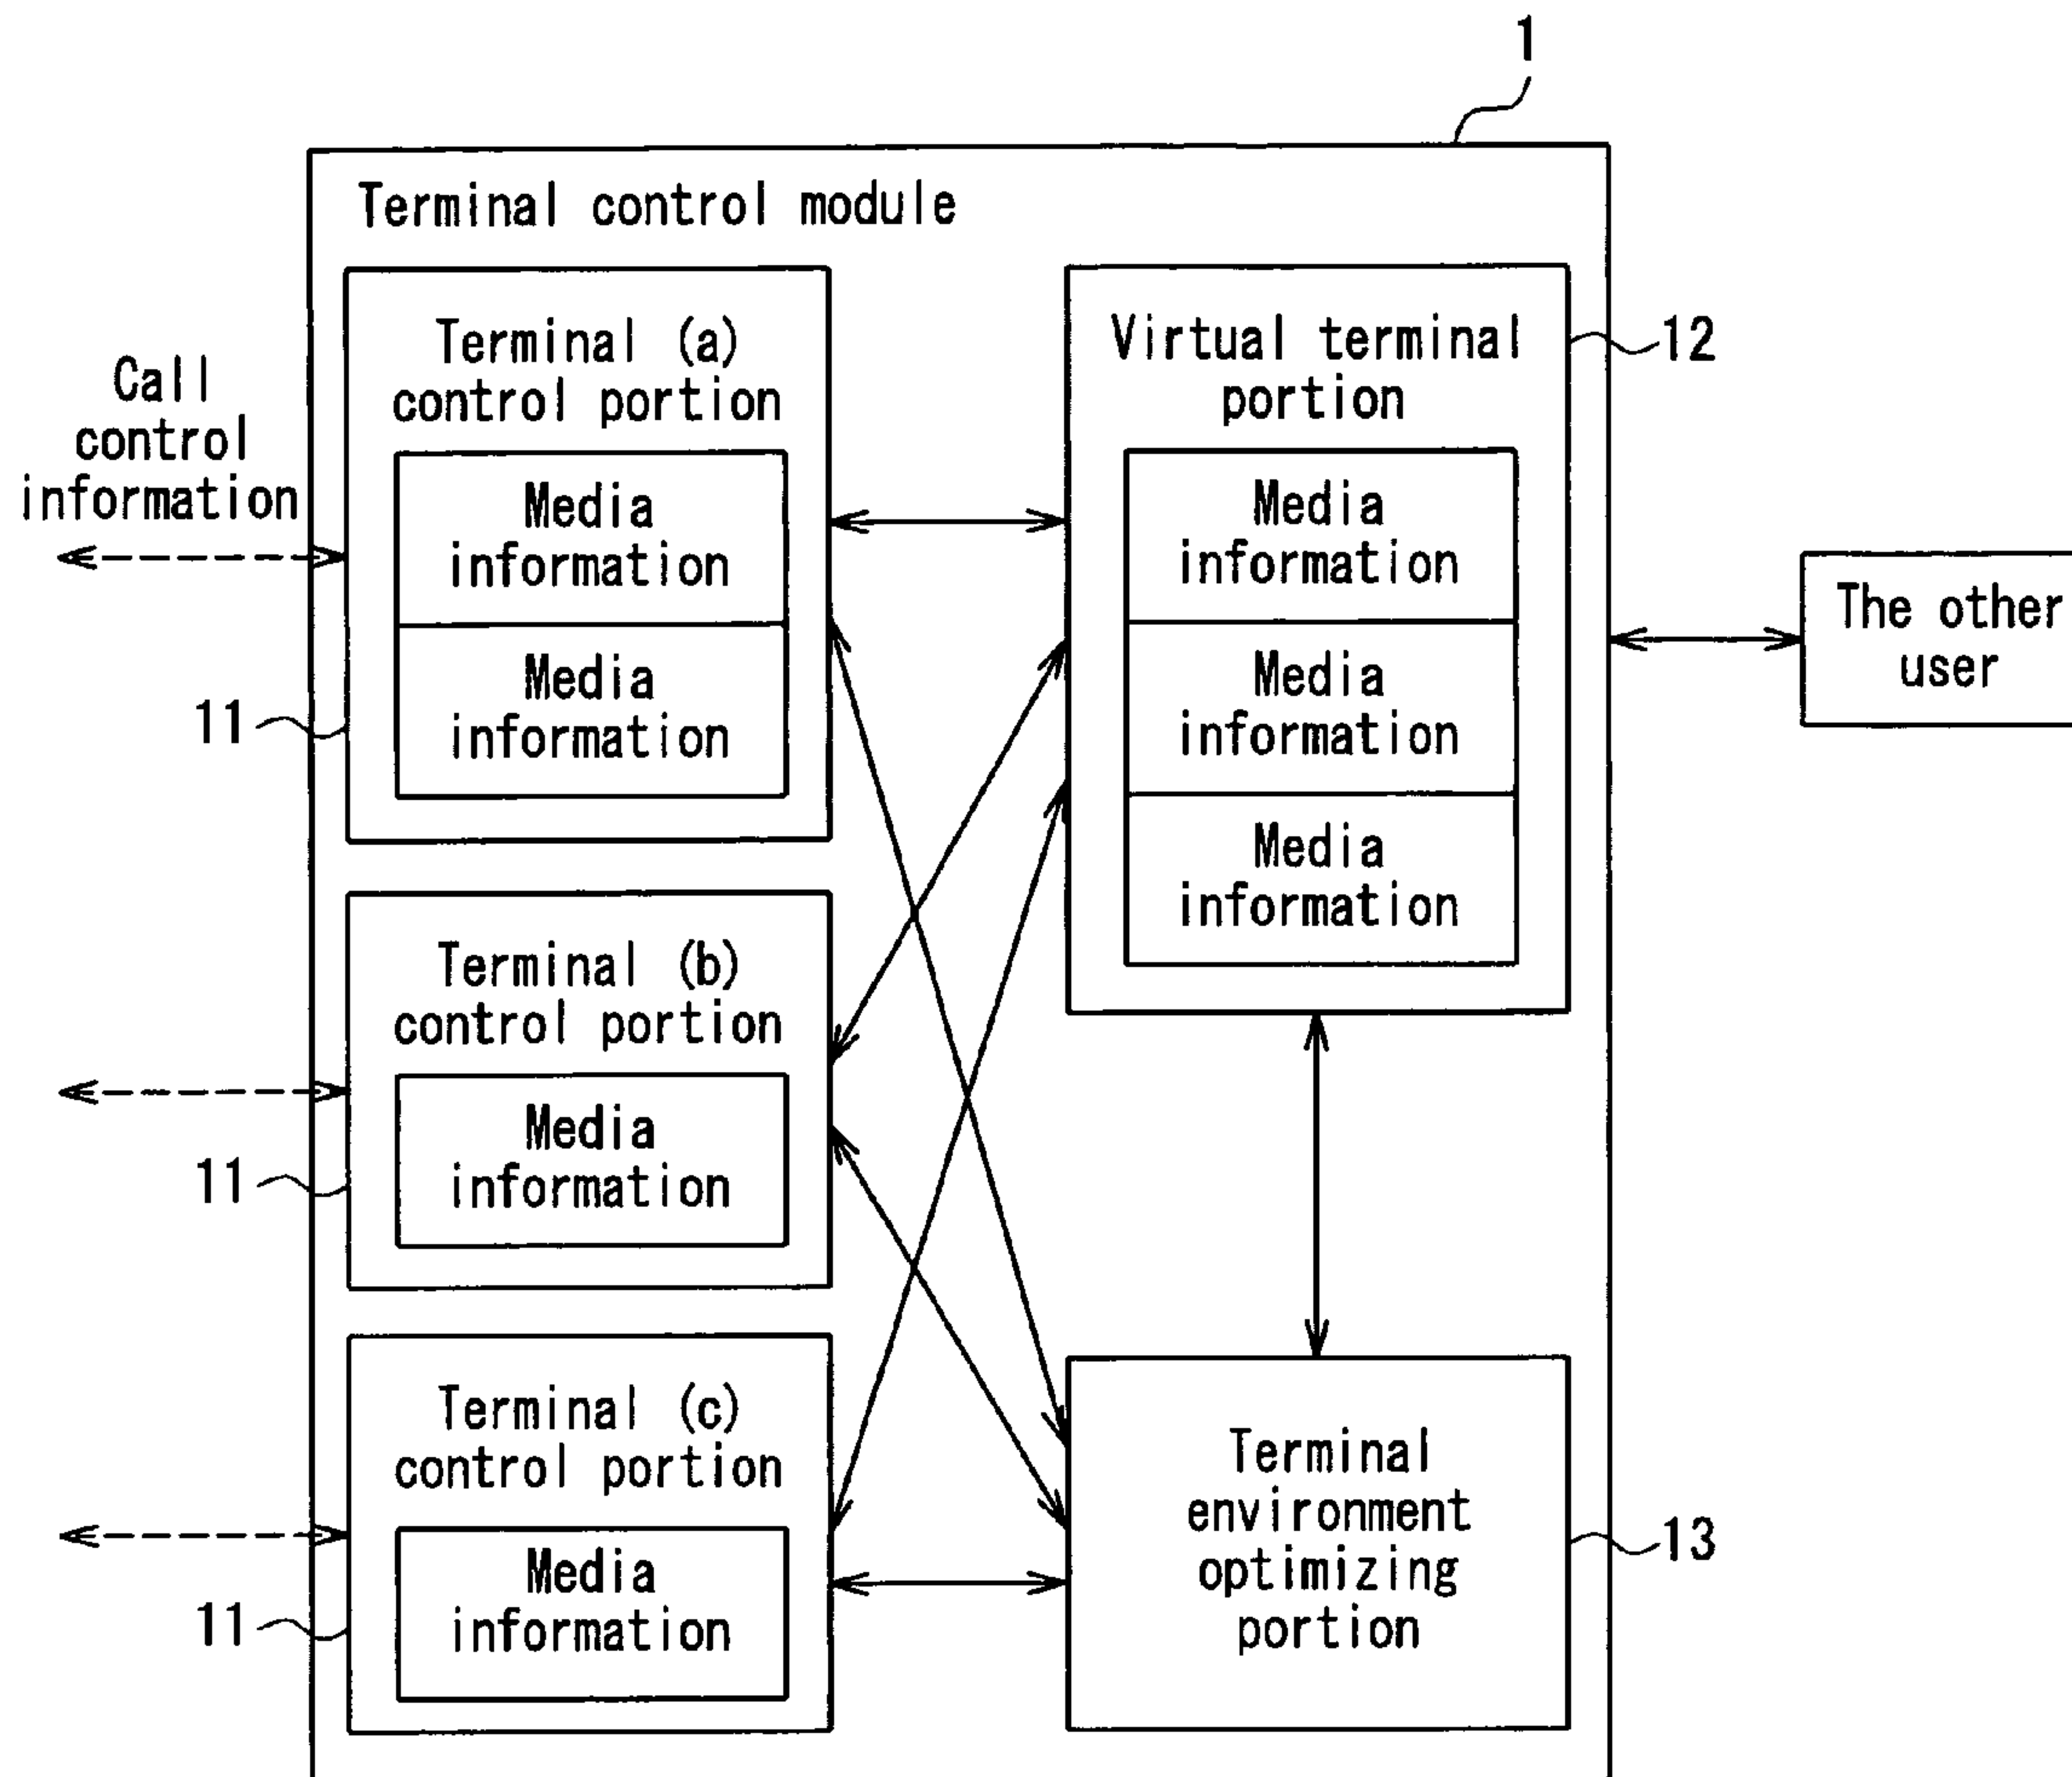 1
Terminal control module
Call
control
information
Terminal (a)
control portion
Media
information
Media
information
11
Virtual terminal
portion
12
Media
information
Media
information
Media
information
The other
user
Terminal (b)
control portion
Media
information
11
Terminal (c)
control portion
Media
information
11
Terminal
environment
optimizing
portion
13